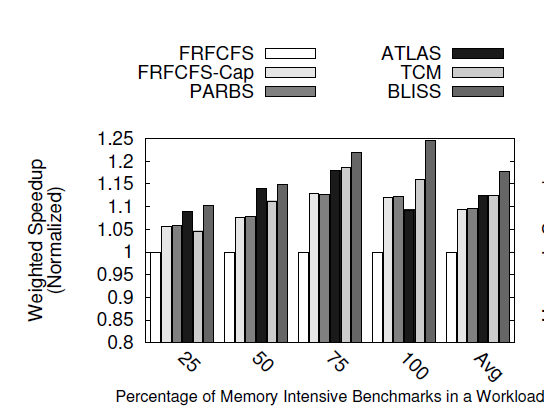 FRFCFS
FRFCFS-Cap
PARBS
ATLAS
TCM
BLISS
Weighted Speedup
(Normalized)
1.25
1.2
1.15
1.1
1.05
1
0.95
0.9
0.85
0.8
25
50
75
100
Avg
Percentage of Memory Intensive Benchmarks in a Workload